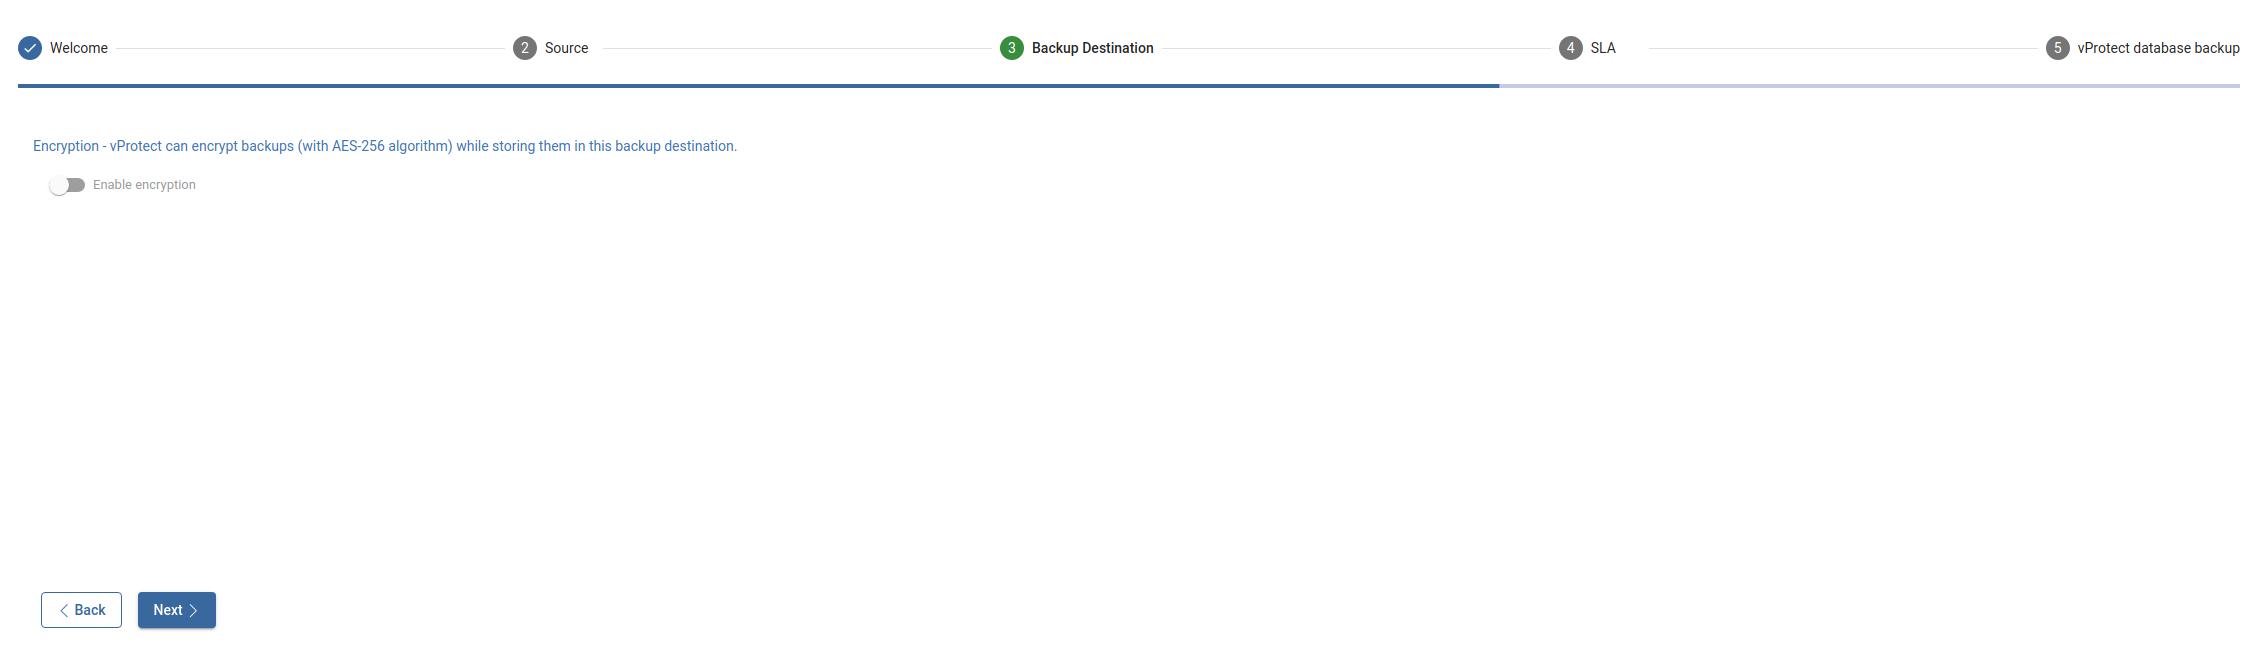 Welcome
2 Source
3 Backup Destination
4 SLA
5 vProtect database backup
Encryption - vProtect can encrypt backups (with AES-256 algorithm) while storing them in this backup destination.
Enable encryption
Back
Next